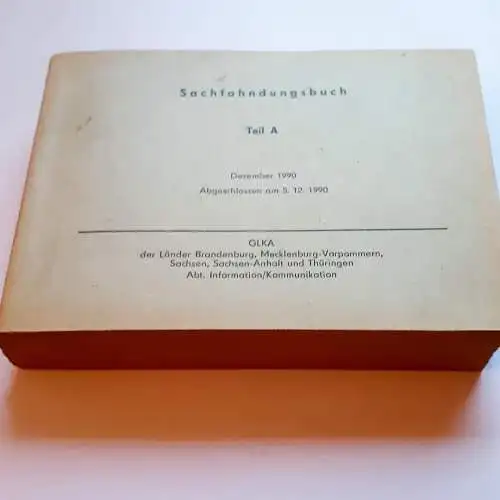 Sachfahndungsbuch
Teil A
Dezember 1990
Abgeschlossen am 5. 12. 1990
GLKA
der Länder Brandenburg, Mecklenburg-Vorpommern,
Sachsen, Sachsen-Anhalt und Thüringen
Abt. Information/Kommunikation